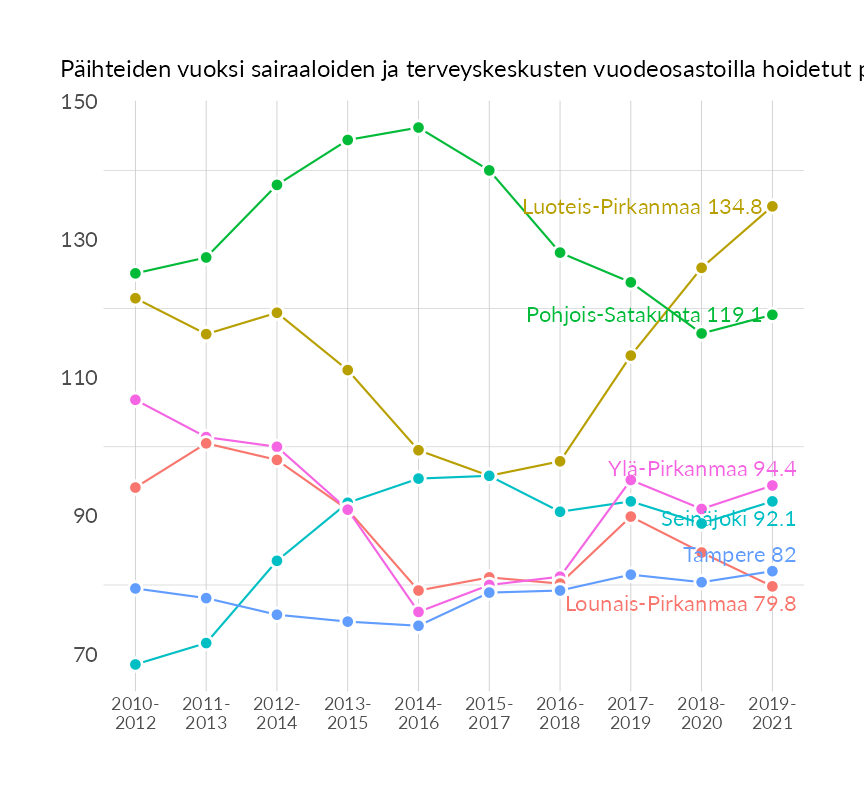 Päihteiden vuoksi sairaaloiden ja terveyskeskusten vuodeosastoilla hoidetut
150
130
110
90
70
Luoteis-Pirkanmaa 134.8
Pohjois-Satakunta 119.1
Ylä-Pirkanmaa 94.4
Seinäjoki 92.1
Tampere 82
Lounais-Pirkanmaa 79.8
2010- 2011- 2012- 2013- 2014- 2015- 2016- 2017- 2018- 2019-
2012 2013 2014 2015 2016 2017 2018 2019 2020 2021